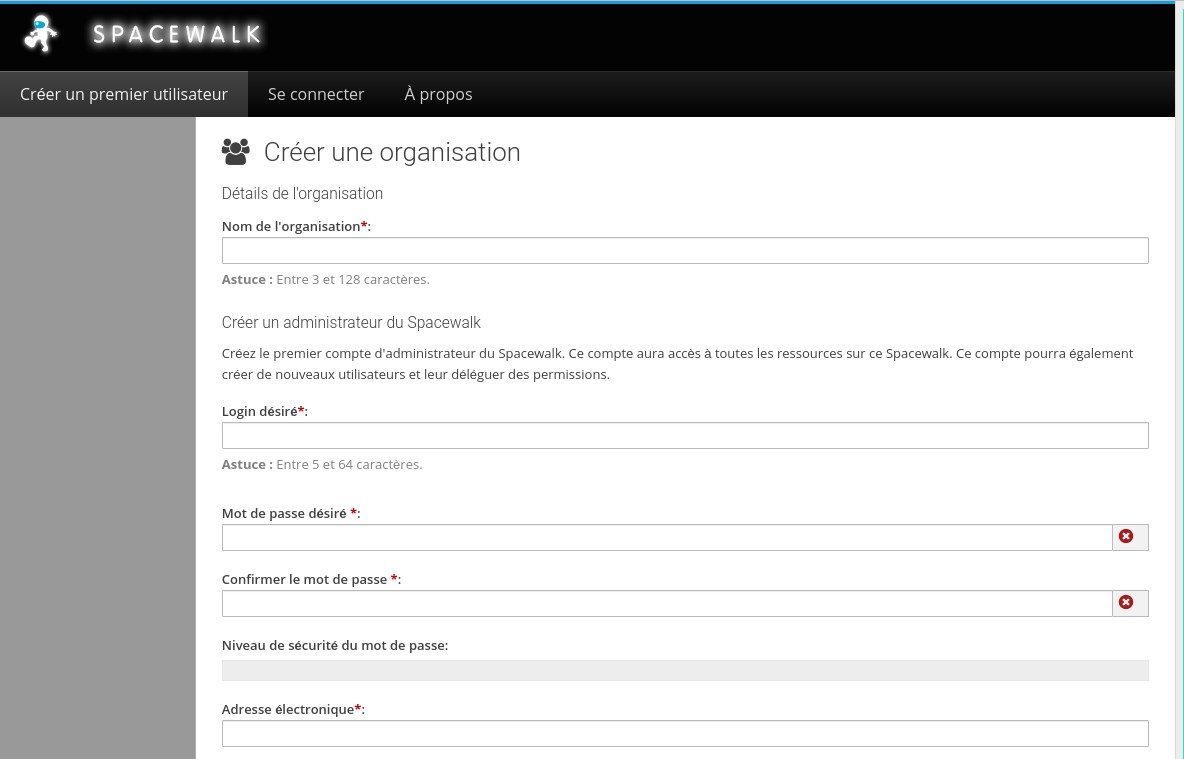 SPACEWALK
Créer un premier utilisateur Se connecter À propos
Créer une organisation
Détails de l'organisation
Nom de l'organisation*:
Astuce : Entre 3 et 128 caractères.
Créer un administrateur du Spacewalk
Créez le premier compte d'administrateur du Spacewalk. Ce compte aura accès à toutes les ressources sur ce Spacewalk. Ce compte pourra également
créer de nouveaux utilisateurs et leur déléguer des permissions.
Login désiré*:
Astuce : Entre 5 et 64 caractères.
Mot de passe désiré *:
Confirmer le mot de passe *:
Niveau de sécurité du mot de passe:
Adresse électronique*: